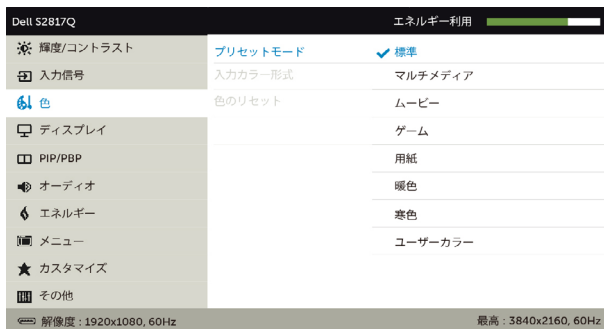 Dell S2817Q エネルギー利用
輝度/コントラスト プリセットモード 標準
入力信号 入力カラー形式 マルチメディア
色 色のリセット ムービー
ディスプレイ ゲーム
PIP/PBP 用紙
オーディオ 暖色
エネルギー 寒色
メニュー ユーザーカラー
カスタマイズ
その他
解像度 : 1920x1080, 60Hz 最高 : 3840x2160, 60Hz